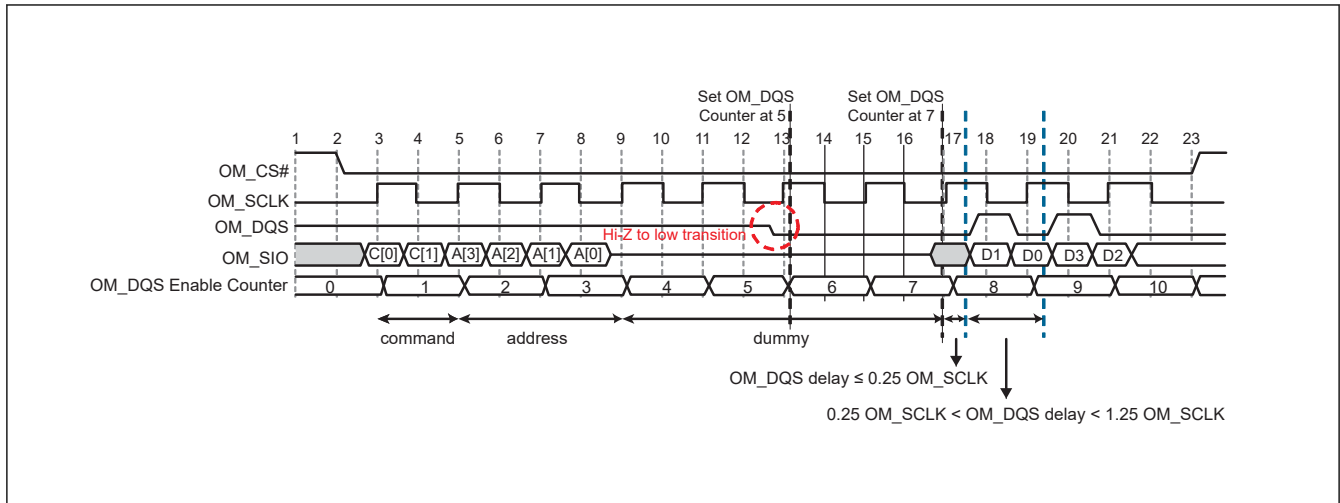 Set OM_DQS Set OM_DQS
Counter at 5 Counter at 7
1 2 3 4 5 6 7 8 9 10 11 12 13 14 15 16 17 18 19 20 21 22 23
OM_CS#
OM_SCLK
OM_DQS
Hi-Z to low transition
OM_SIO C[0] C[1] A[3] A[2] A[1] A[0] D1 D0 D3 D2
OM_DQS Enable Counter 0 1 2 3 4 5 6 7 8 9 10
command address dummy
OM_DQS delay ≤ 0.25 OM_SCLK
0.25 OM_SCLK < OM_DQS delay < 1.25 OM_SCLK